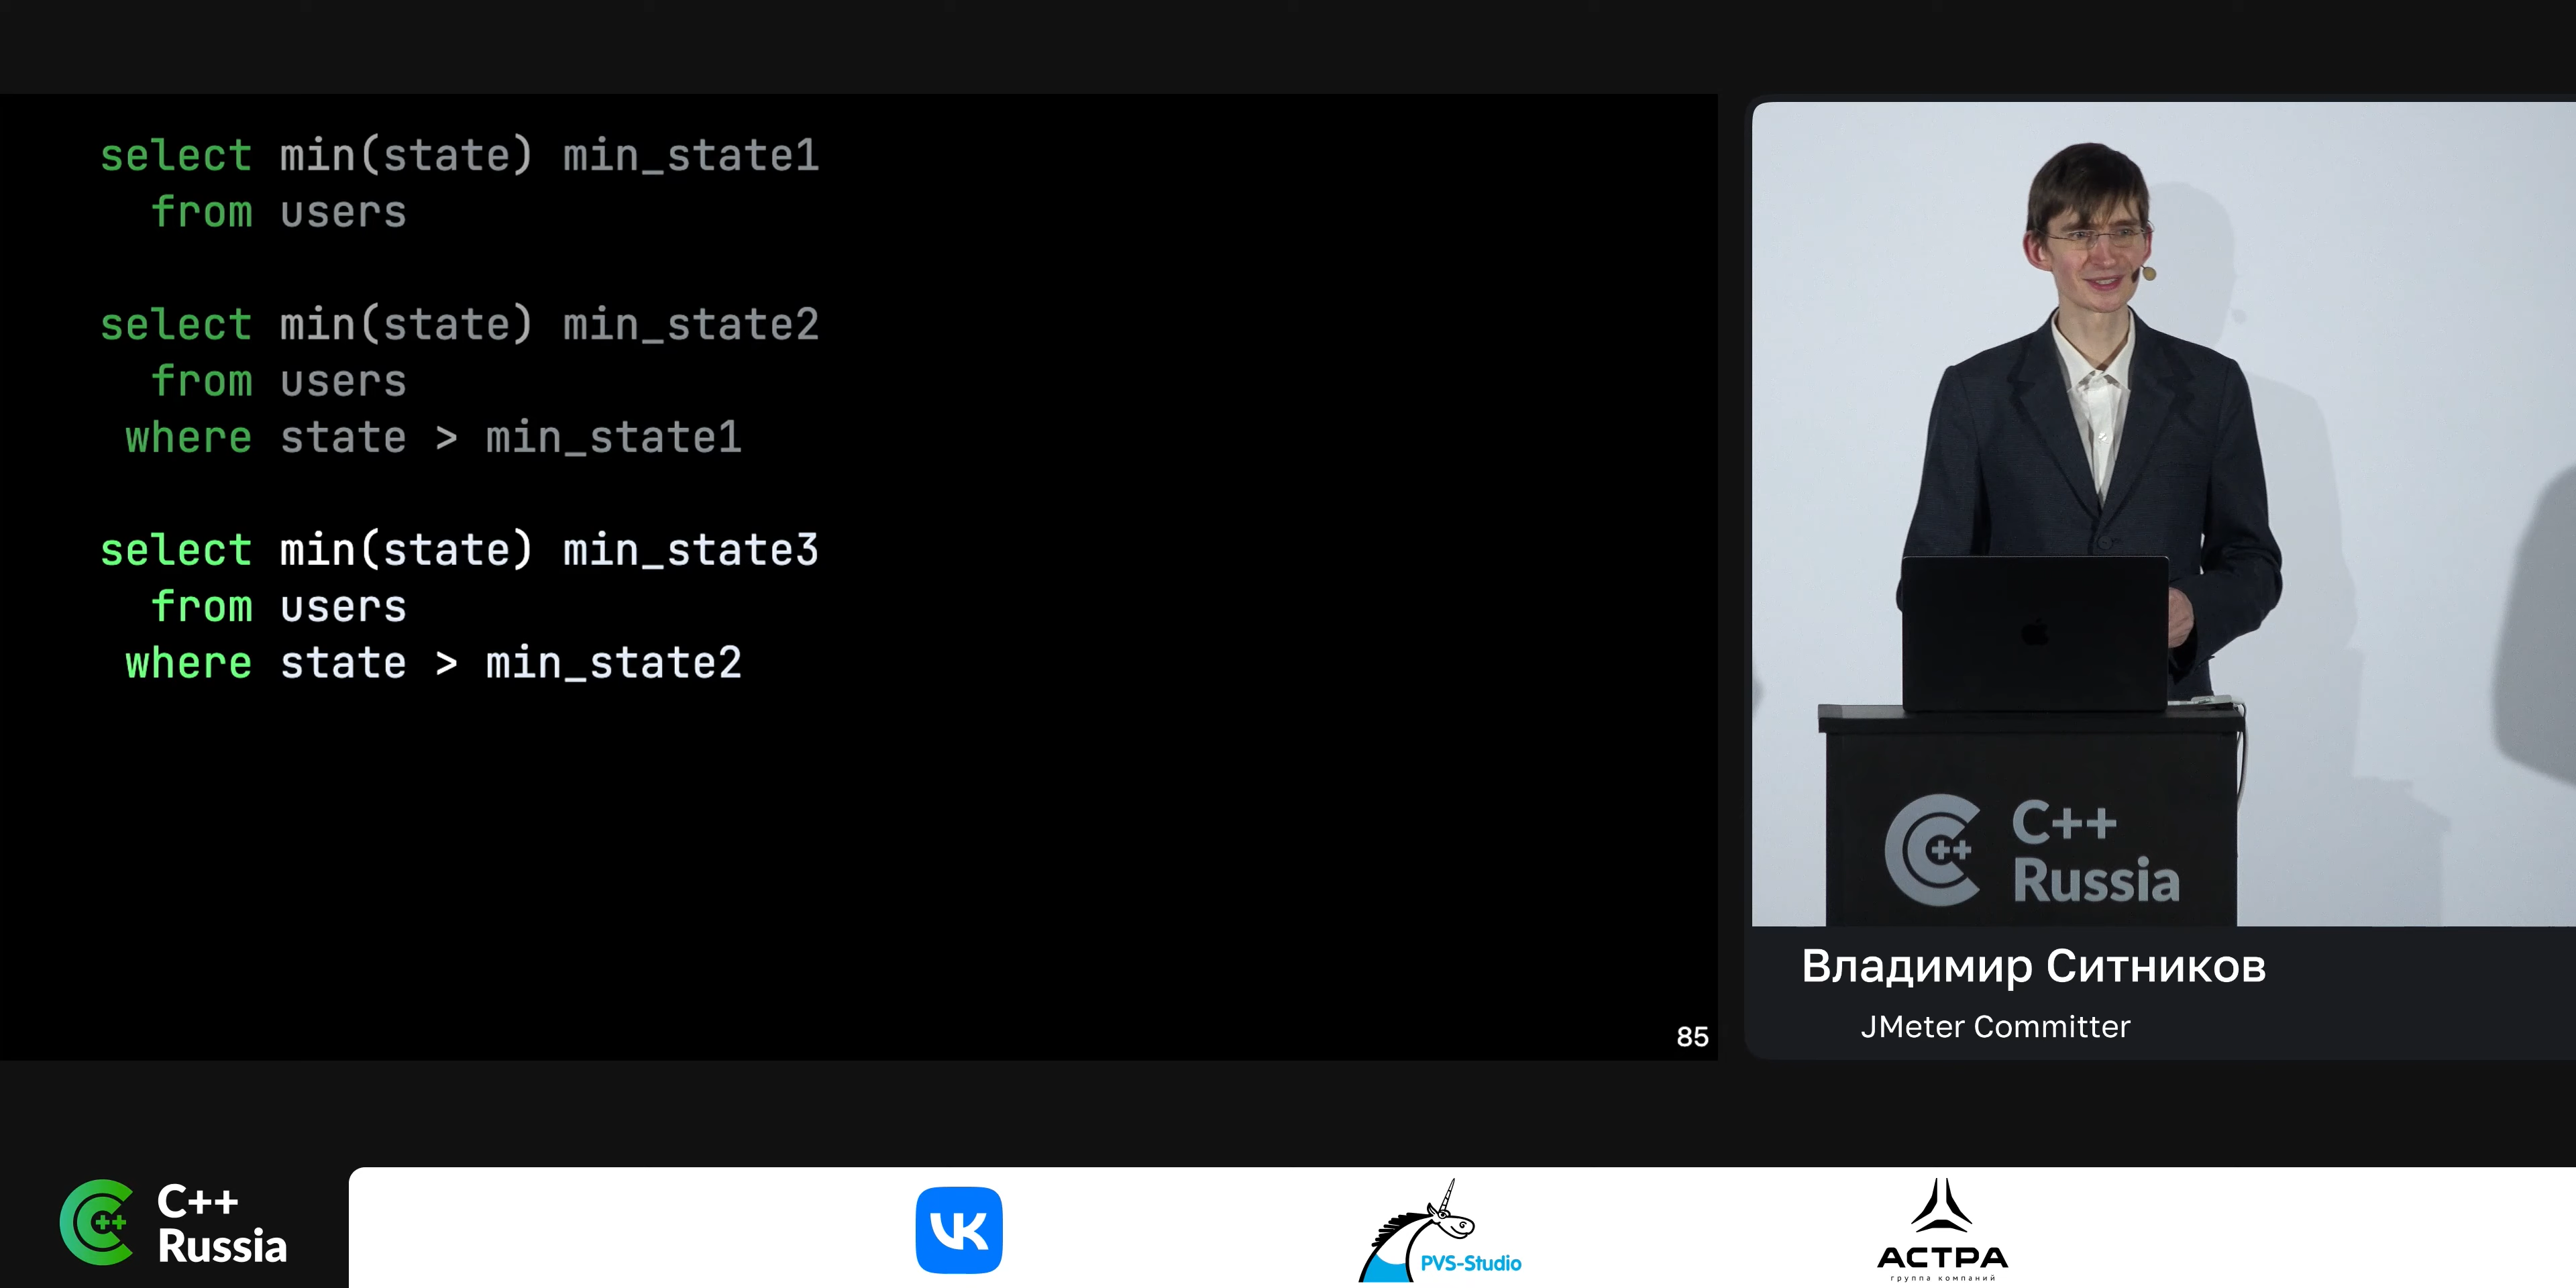 select min(state) min_state1
from users
select min(state) min_state2
from users
where state > min_state1
select min(state) min_state3
from users
where state > min_state2
85
C++
Russia
Владимир Ситников
JMeter Committer
C++
Russia
VK
PVS-Studio
АСТРА
группа компаний